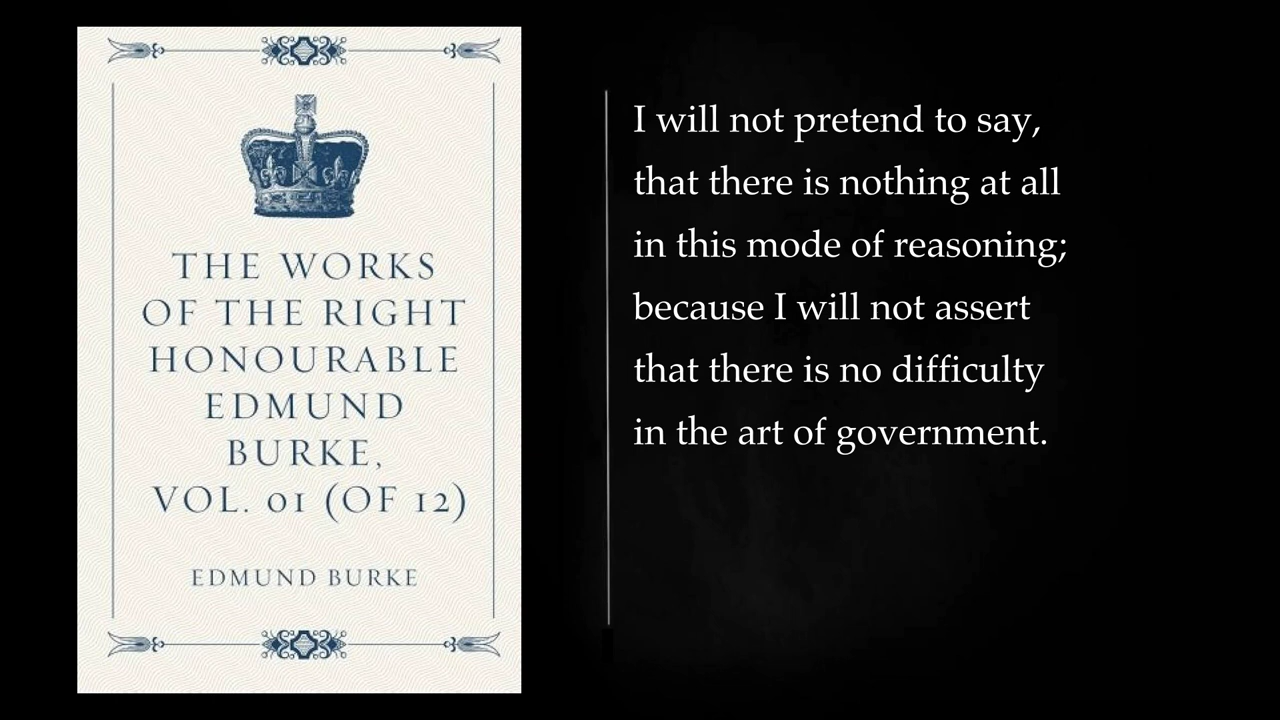 THE WORKS
OF THE RIGHT
HONOURABLE
EDMUND
BURKE,
VOL. 01 (OF 12)
EDMUND BURKE
I will not pretend to say,
that there is nothing at all
in this mode of reasoning;
because I will not assert
that there is no difficulty
in the art of government.